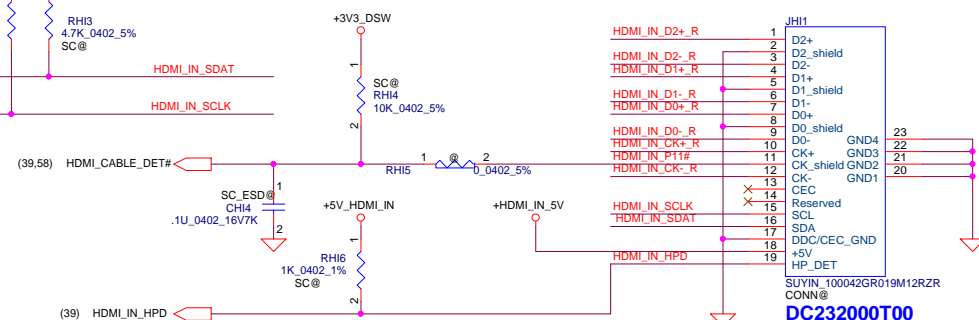 RHI3
4.7K_0402_5%
SC@
HDMI_IN_SDAT
HDMI_IN_SCLK
+3V3_DSW
1
SC@
RHI4
10K_0402_5%
2
(39,58) HDMI_CABLE_DET#
RHI5
1
@
2
0_0402_5%
SC_ESD@
1
CHI4
.1U_0402_16V7K
2
+5V_HDMI_IN
1
RHI6
1K_0402_1%
SC@
2
+HDMI_IN_5V
(39) HDMI_IN_HPD
JHI1
HDMI_IN_D2+_R 1 D2+
2 D2_shield
HDMI_IN_D2-_R 3 D2-
HDMI_IN_D1+_R 4 D1+
5 D1_shield
HDMI_IN_D1-_R 6 D1-
HDMI_IN_D0+_R 7 D0+
8 D0_shield
HDMI_IN_D0-_R 9 D0- GND4 23
HDMI_IN_CK+_R 10 CK+ GND3 22
HDMI_IN_P11# 11 CK_shield GND2 21
HDMI_IN_CK-_R 12 CK- GND1 20
13 CEC
14 Reserved
HDMI_IN_SCLK 15 SCL
HDMI_IN_SDAT 16 SDA
17 DDC/CEC_GND
18 +5V
HDMI_IN_HPD 19 HP_DET
SUYIN_100042GR019M12RZR
CONN@
DC232000T00